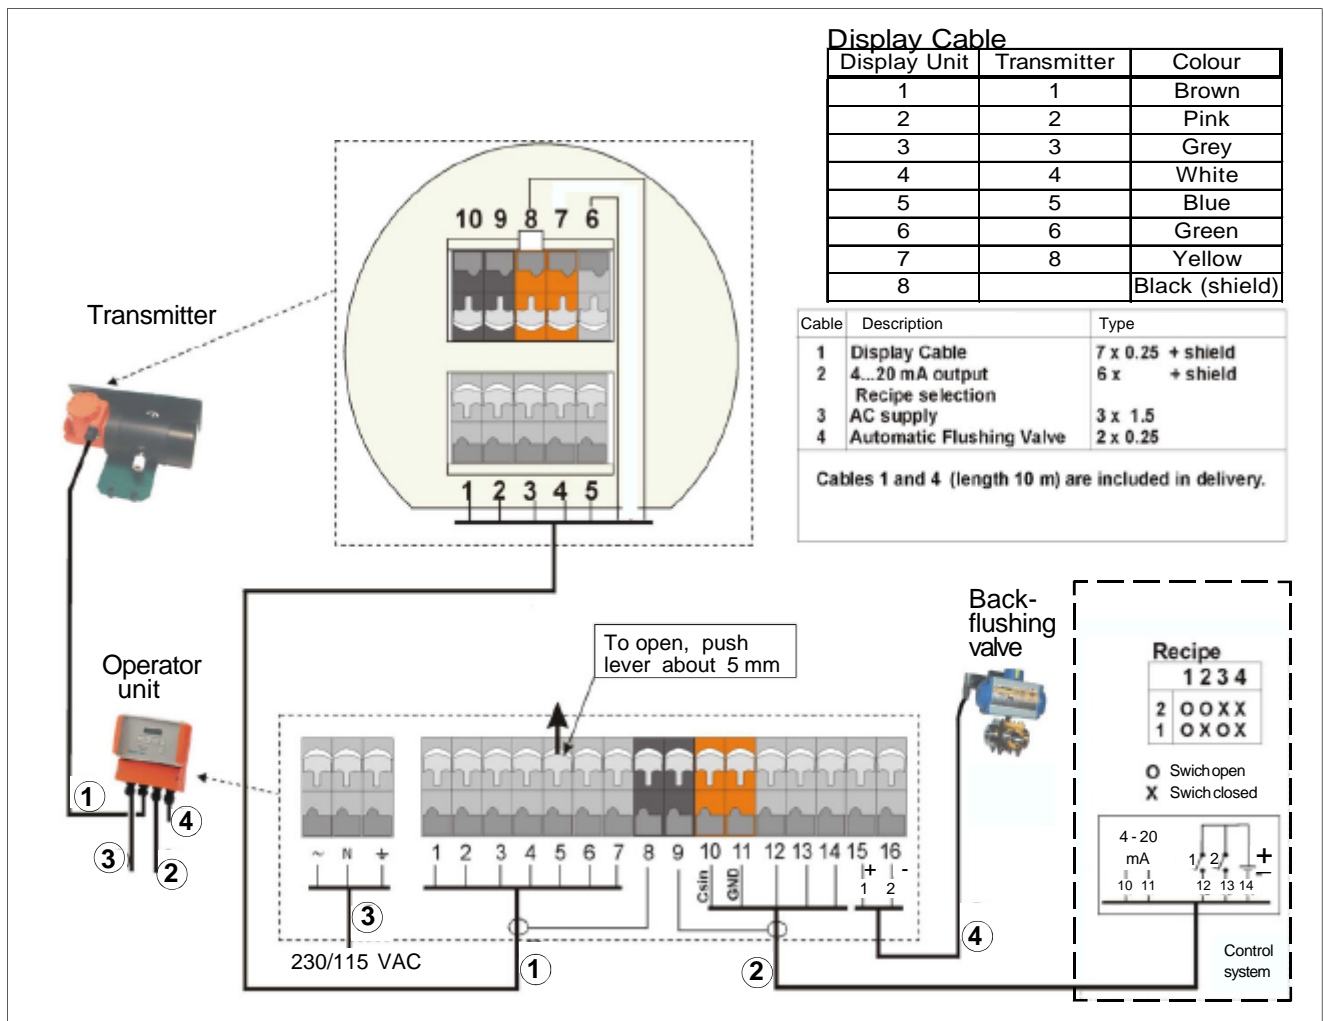 Display Cable
Display Unit Transmitter Colour
1 1 Brown
2 2 Pink
3 3 Grey
4 4 White
5 5 Blue
6 6 Green
7 8 Yellow
8 Black (shield)
Cable Description Type
1 Display Cable 7 x 0.25 + shield
2 4...20 mA output 6 x + shield
Recipe selection
3 AC supply 3 x 1.5
4 Automatic Flushing Valve 2 x 0.25
Cables 1 and 4 (length 10 m) are included in delivery.
10 9 8 7 6
1 2 3 4 5
Transmitter
Operator
unit
1
4
3
2
To open, push
lever about 5 mm
Back-
flushing
valve
~ N ⏚
1 2 3 4 5 6 7 8 9 10 11 12 13 14 15 16
Csin
GND
+ -
1 2
3
230/115 VAC
1
2
4
Recipe
1 2 3 4
2 O O X X
1 O X O X
O Swich open
X Swich closed
4 - 20
mA
1 2 +
–
10 11 12 13 14
Control
system